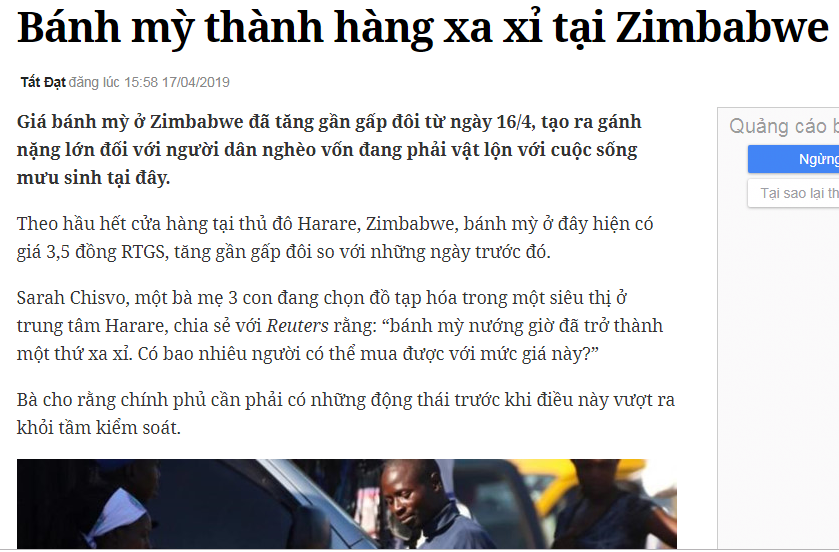 Bánh mỳ thành hàng xa xỉ tại Zimbabwe
Tất Đạt đăng lúc 15:58 17/04/2019
Giá bánh mỳ ở Zimbabwe đã tăng gần gấp đôi từ ngày 16/4, tạo ra gánh
nặng lớn đối với người dân nghèo vốn đang phải vật lộn với cuộc sống
mưu sinh tại đây.
Theo hầu hết cửa hàng tại thủ đô Harare, Zimbabwe, bánh mỳ ở đây hiện có
giá 3,5 đồng RTGS, tăng gần gấp đôi so với những ngày trước đó.
Sarah Chisvo, một bà mẹ 3 con đang chọn đồ tạp hóa trong một siêu thị ở
trung tâm Harare, chia sẻ với Reuters rằng: “bánh mỳ nướng giờ đã trở thành
một thứ xa xỉ. Có bao nhiêu người có thể mua được với mức giá này?”
Bà cho rằng chính phủ cần phải có những động thái trước khi điều này vượt ra
khỏi tầm kiểm soát.
Quảng cáo b
Ngừng
Tại sao lại th